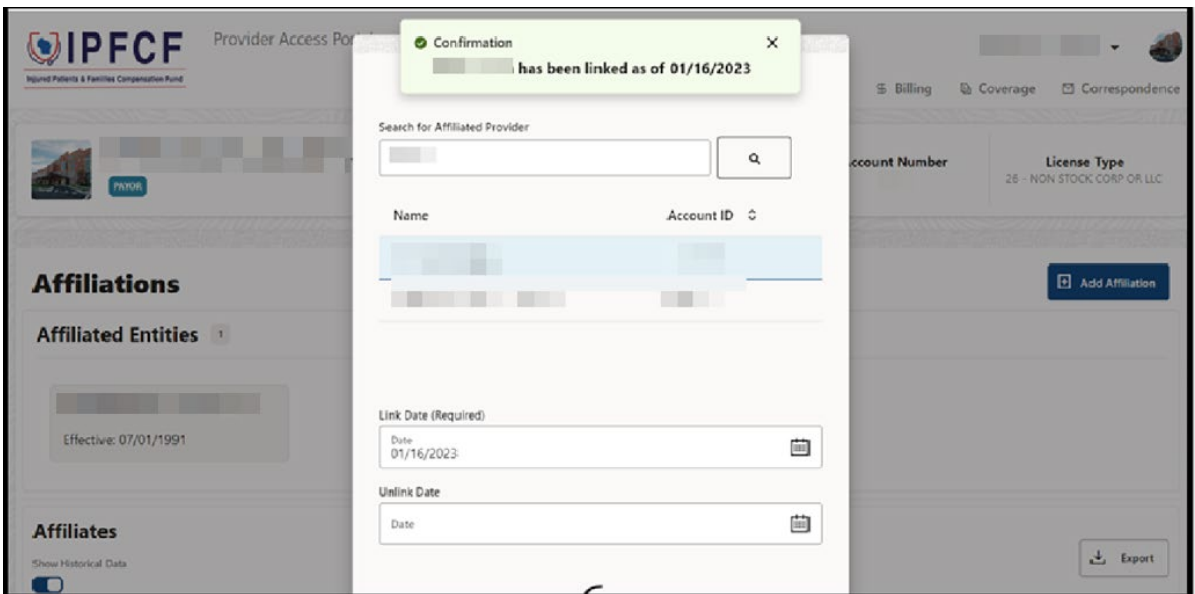 IPFCF
Injured Patients & Families Compensation Fund
Provider Access Por
Confirmation
has been linked as of 01/16/2023
Billing
Coverage
Correspondence
PAYOR
Search for Affiliated Provider
ccount Number
License Type
26 - NON STOCK CORP OR LLC
Name
Account ID
Affiliations
Add Affiliation
Affiliated Entities 1
Effective: 07/01/1991
Link Date (Required)
Date
01/16/2023
Unlink Date
Date
Affiliates
Show Historical Data
Export